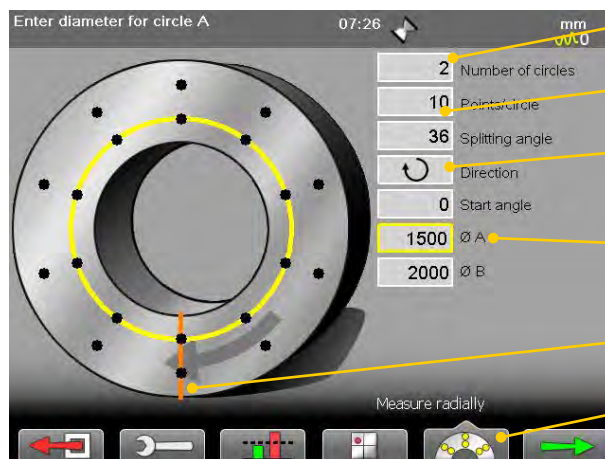 Enter diameter for circle A
07:26
mm
0
2 Number of circles
10 Points/circle
36 Splitting angle
Direction
0 Start angle
1500 Ø A
2000 Ø B
Measure radially